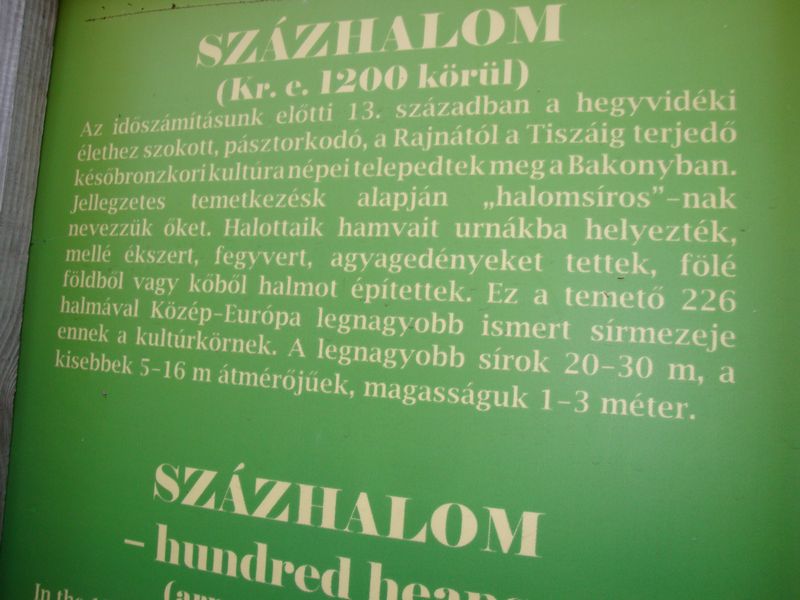 SZÁZHALOM
(Kr. e. 1200 körül)
Az időszámításunk előtti 13. században a hegyvidéki
élethez szokott, pásztorkodó, a Rajnától a Tiszáig terjedő
későbronzkori kultúra népei telepedtek meg a Bakonyban.
Jellegzetes temetkezésk alapján „halomsíros”-nak
nevezzük őket. Halottaik hamvait urnákba helyezték,
mellé ékszert, fegyvert, agyagedényeket tettek, fölé
földből vagy kőből halmot építettek. Ez a temető 226
halmával Közép-Európa legnagyobb ismert sírmezeje
ennek a kultúrkörnek. A legnagyobb sírok 20-30 m, a
kisebbek 5-16 m átmérőjűek, magasságuk 1-3 méter.
SZÁZHALOM
- hundred heaps
In the